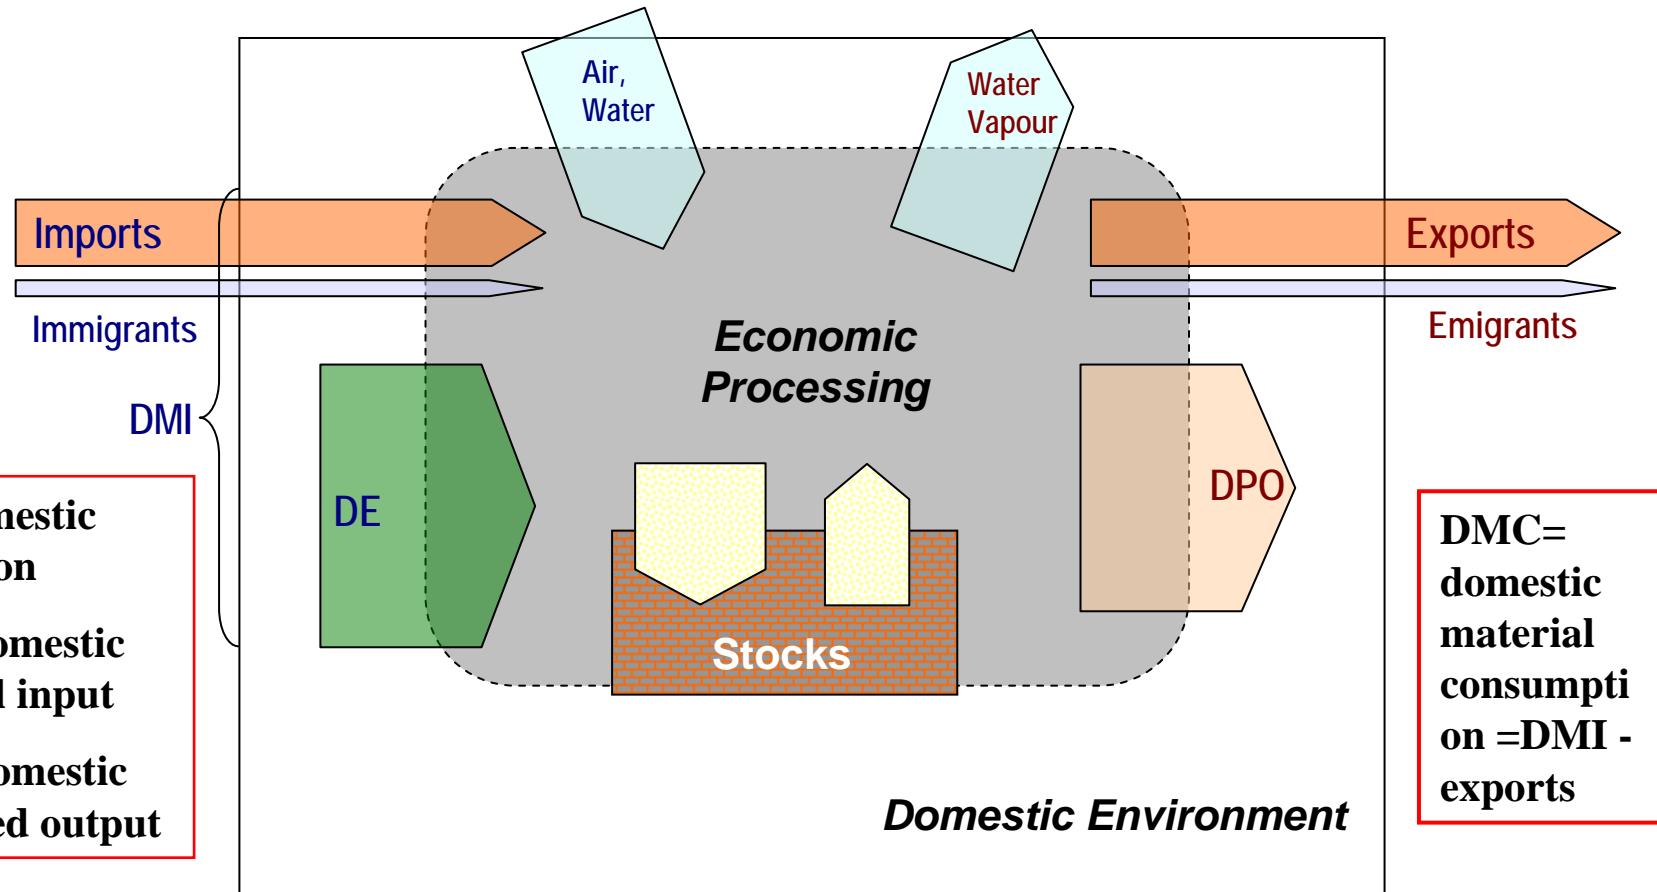 Air,
Water
Water
Vapour
Imports
Exports
Immigrants
Emigrants
Economic
Processing
DMI
DE
DPO
Stocks
mestic
on
omestic
l input
omestic
ed output
DMC=
domestic
material
consumpti
on =DMI -
exports
Domestic Environment